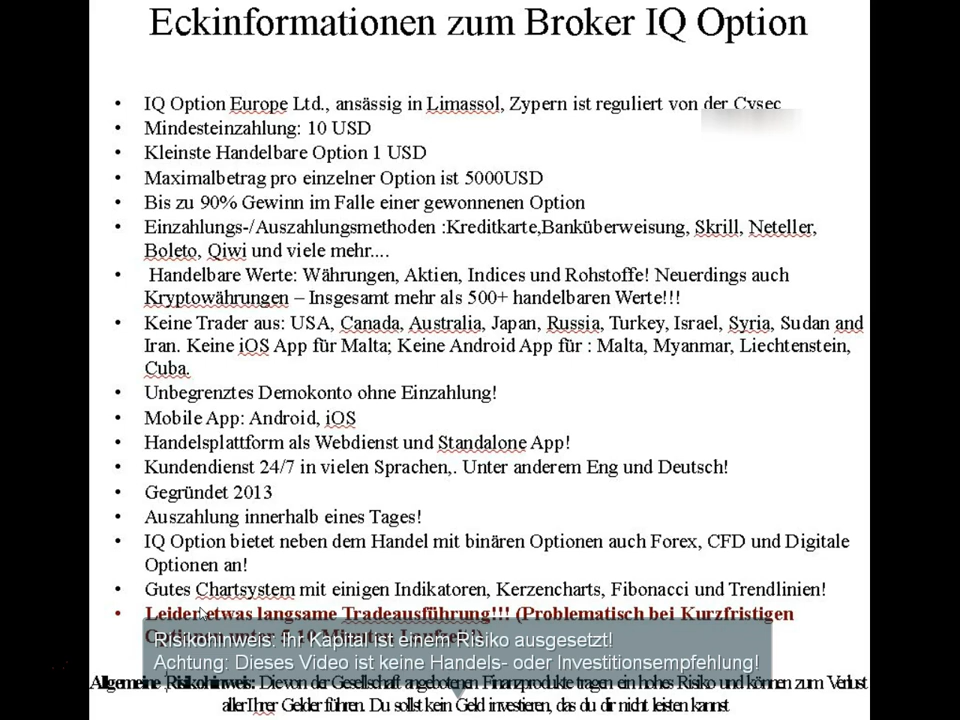 Eckinformationen zum Broker IQ Option
• IQ Option Europe Ltd., ansässig in Limassol, Zypern ist reguliert von der Cysec
• Mindesteinzahlung: 10 USD
• Kleinste Handelbare Option 1 USD
• Maximalbetrag pro einzelner Option ist 5000USD
• Bis zu 90% Gewinn im Falle einer gewonnenen Option
• Einzahlungs-/Auszahlungsmethoden :Kreditkarte,Banküberweisung, Skrill, Neteller,
Boleto, Qiwi und viele mehr....
• Handelbare Werte: Währungen, Aktien, Indices und Rohstoffe! Neuerdings auch
Kryptowährungen – Insgesamt mehr als 500+ handelbaren Werte!!!
• Keine Trader aus: USA, Canada, Australia, Japan, Russia, Turkey, Israel, Syria, Sudan and
Iran. Keine iOS App für Malta; Keine Android App für : Malta, Myanmar, Liechtenstein,
Cuba.
• Unbegrenztes Demokonto ohne Einzahlung!
• Mobile App: Android, iOS
• Handelsplattform als Webdienst und Standalone App!
• Kundendienst 24/7 in vielen Sprachen,. Unter anderem Eng und Deutsch!
• Gegründet 2013
• Auszahlung innerhalb eines Tages!
• IQ Option bietet neben dem Handel mit binären Optionen auch Forex, CFD und Digitale
Optionen an!
• Gutes Chartsystem mit einigen Indikatoren, Kerzencharts, Fibonacci und Trendlinien!
• Leider etwas langsame Tradeausführung!!! (Problematisch bei Kurzfristigen
Risikohinweis: Ihr Kapital ist einem Risiko ausgesetzt!
Achtung: Dieses Video ist keine Handels- oder Investitionsempfehlung!
Allgemeine ,Risikohinweis: Die von der Gesellschaft angebotenen Finanzprodukte tragen ein hohes Risiko und können zum Verlust
aller Ihrer Gelder führen. Du sollst kein Geld investieren, das du dir nicht leisten kannst